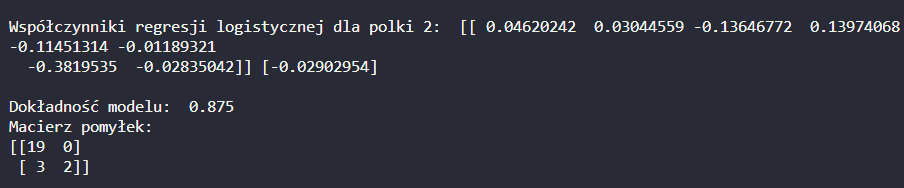 Współczynniki regresji logistycznej dla polki 2:  [[ 0.04620242  0.03044559 -0.13646772  0.13974068
-0.11451314 -0.01189321
  -0.3819535  -0.02835042]] [-0.02902954]
Dokładność modelu:  0.875
Macierz pomyłek:
[[19  0]
 [ 3  2]]